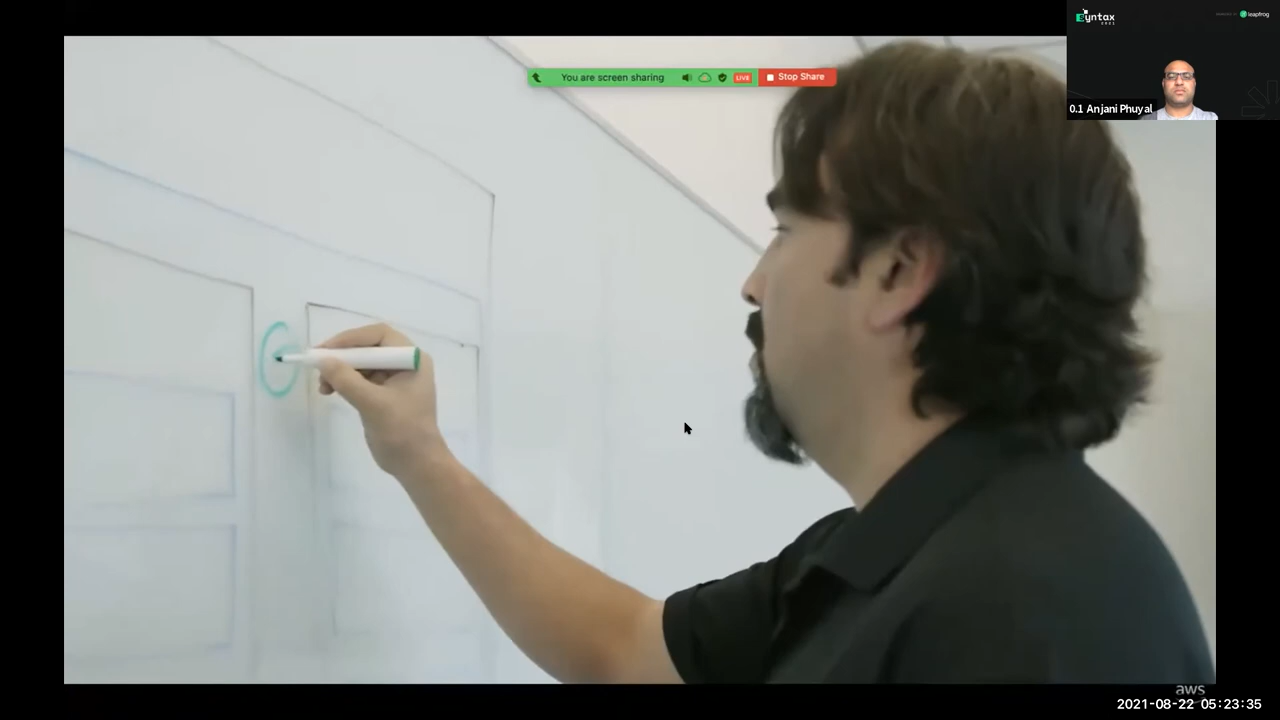 Syntax
leapfrog
You are screen sharing
LIVE
Stop Share
0.1 Anjani Phuyal
aws
2021-08-22 05:23:35